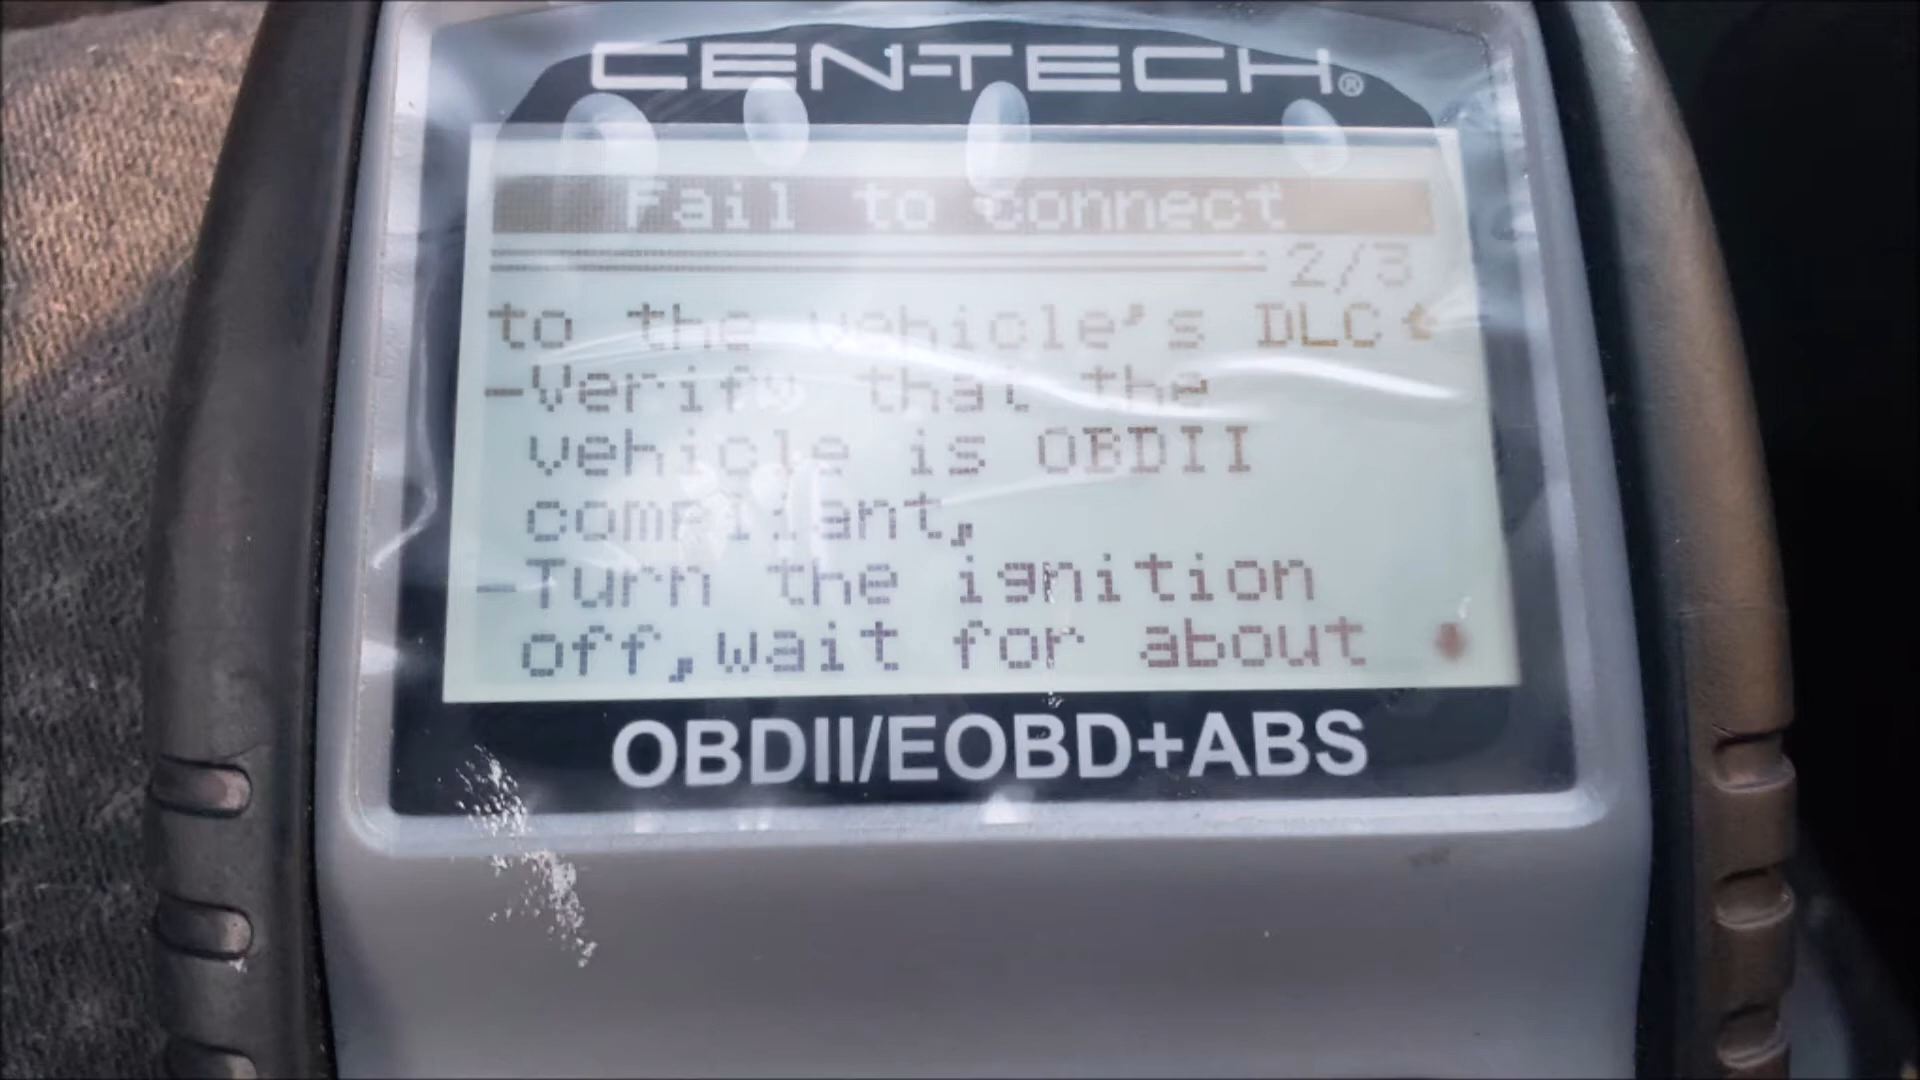 CEN-TECH®
Fail to connect
2/3
to the vehicle's DLC
-Verify that the
vehicle is OBDII
compliant,
-Turn the ignition
off,wait for about
OBDII/EOBD+ABS